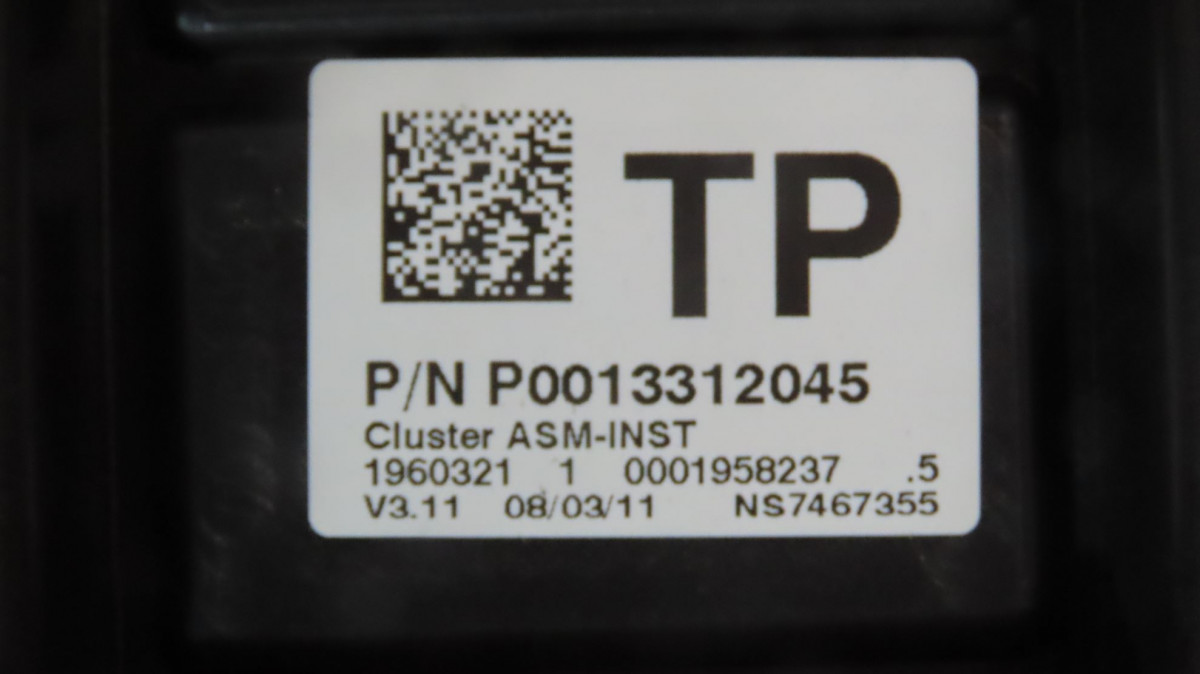 TP
P/N P0013312045
Cluster ASM-INST
1960321 1 0001958237 .5
V3.11 08/03/11 NS7467355